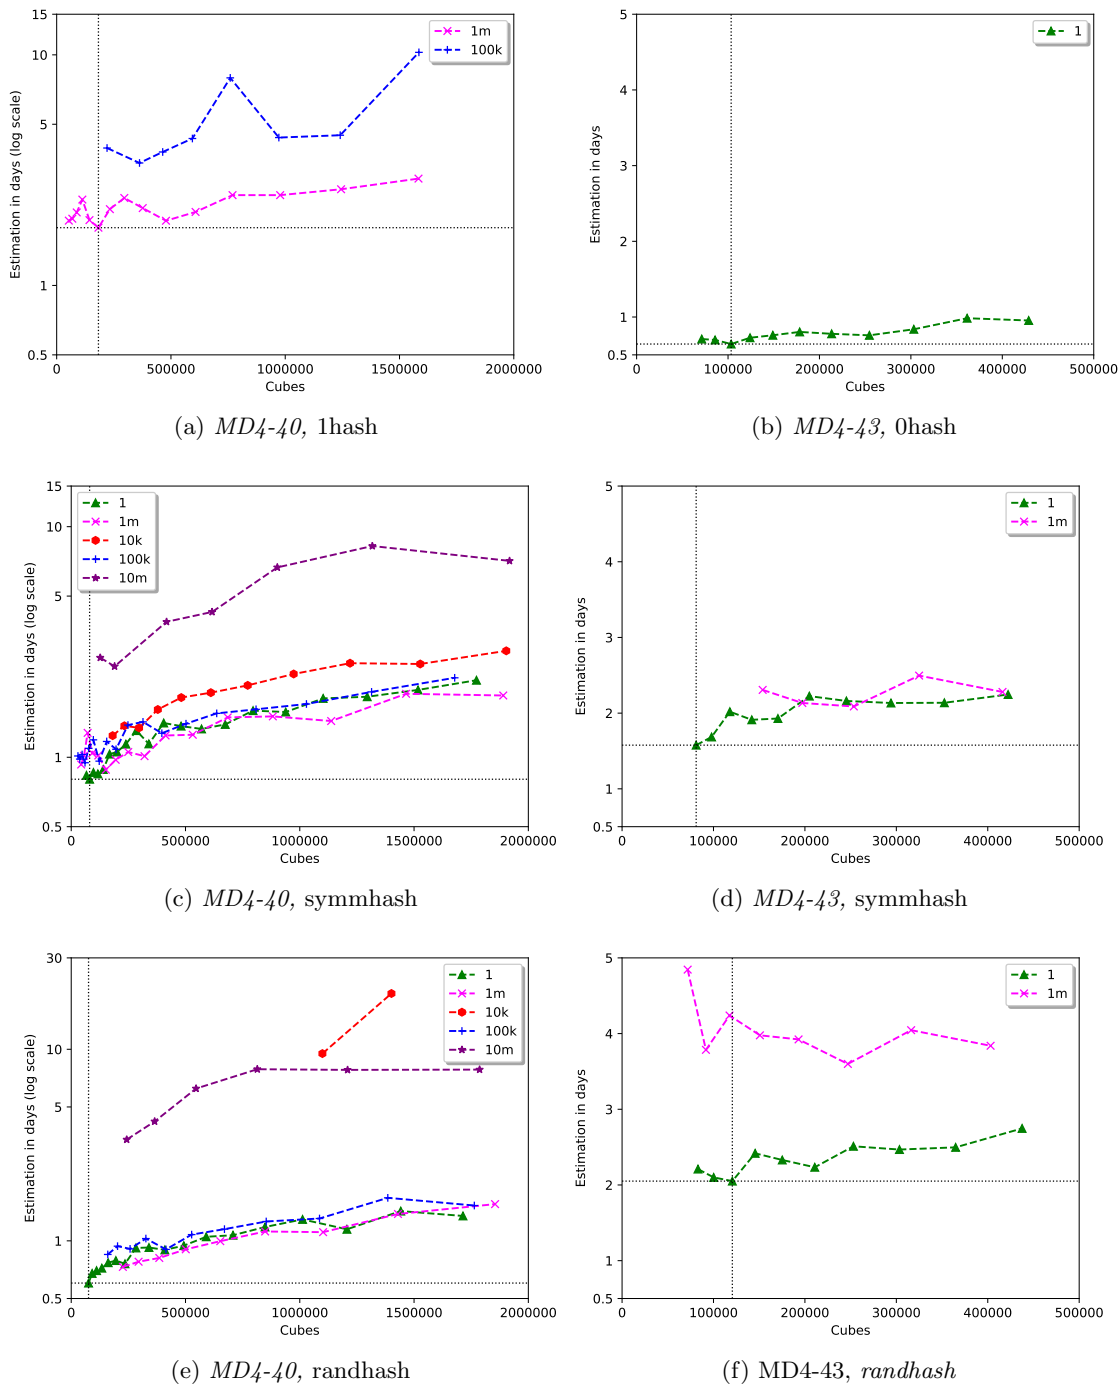 15
10
5
1
0.5
Estimation in days (log scale)
1m
100k
0 500000 1000000 1500000 2000000
Cubes
(a) MD4-40, 1hash
5
4
3
2
1
0.5
Estimation in days
1
0 100000 200000 300000 400000 500000
Cubes
(b) MD4-43, 0hash
15
10
5
1
0.5
Estimation in days (log scale)
1
1m
10k
100k
10m
0 500000 1000000 1500000 2000000
Cubes
(c) MD4-40, symmhash
5
4
3
2
1
0.5
Estimation in days
1
1m
0 100000 200000 300000 400000 500000
Cubes
(d) MD4-43, symmhash
30
10
5
1
0.5
Estimation in days (log scale)
1
1m
10k
100k
10m
0 500000 1000000 1500000 2000000
Cubes
(e) MD4-40, randhash
5
4
3
2
1
0.5
Estimation in days
1
1m
0 100000 200000 300000 400000 500000
Cubes
(f) MD4-43, randhash